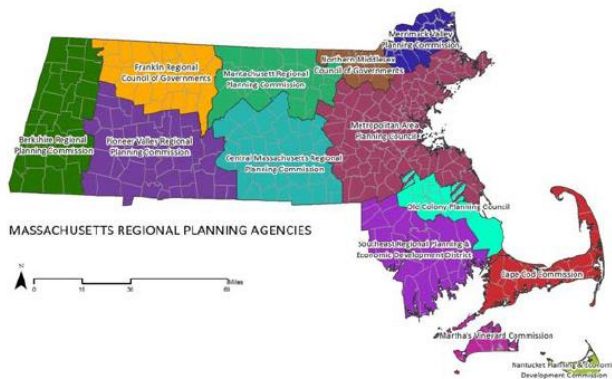 Merrimack Valley
Planning Commission
Northern Middlesex
Council of Governments
Franklin Regional
Council of Governments
Montachusett Regional
Planning Commission
Metropolitan Area
Planning Council
Berkshire Regional
Planning Commission
Pioneer Valley Regional
Planning Commission
Central Massachusetts Regional
Planning Commission
Old Colony Planning Council
MASSACHUSETTS REGIONAL PLANNING AGENCIES
Southeast Regional Planning &
Economic Development District
Cape Cod Commission
Miles
0
60
Martha's Vineyard Commission
Nantucket Planning & Econom
Development Commission